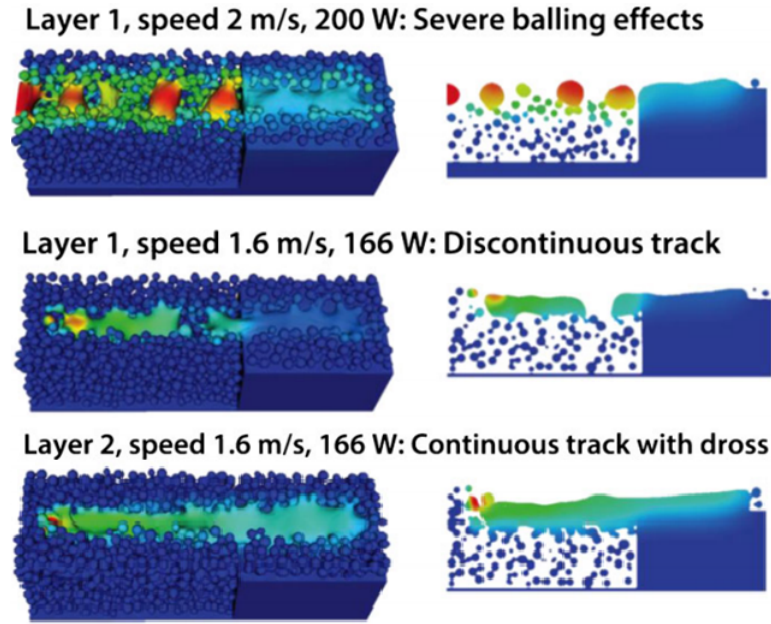 Layer 1, speed 2 m/s, 200 W: Severe balling effects
Layer 1, speed 1.6 m/s, 166 W: Discontinuous track
Layer 2, speed 1.6 m/s, 166 W: Continuous track with dross